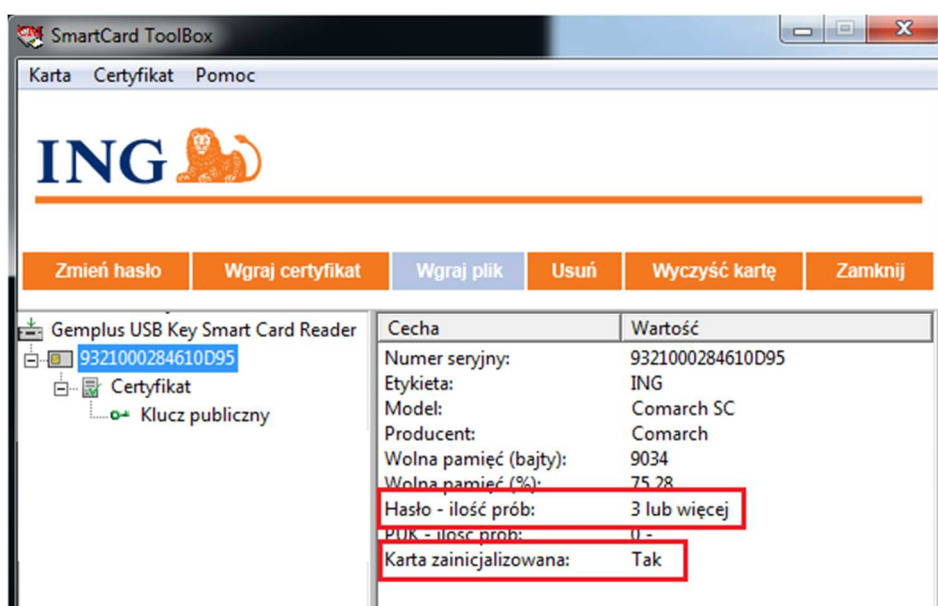 SmartCard ToolBox
Karta Certyfikat Pomoc
ING
Zmień hasło Wgraj certyfikat Wgraj plik Usuń Wyczyść kartę Zamknij
Gemplus USB Key Smart Card Reader
9321000284610D95
Certyfikat
Klucz publiczny
Cecha Wartość
Numer seryjny: 9321000284610D95
Etykieta: ING
Model: Comarch SC
Producent: Comarch
Wolna pamięć (bajty): 9034
Wolna pamięć (%): 75.28
Hasło - ilość prób: 3 lub więcej
PUK - ilość prób: 0 -
Karta zainicjalizowana: Tak